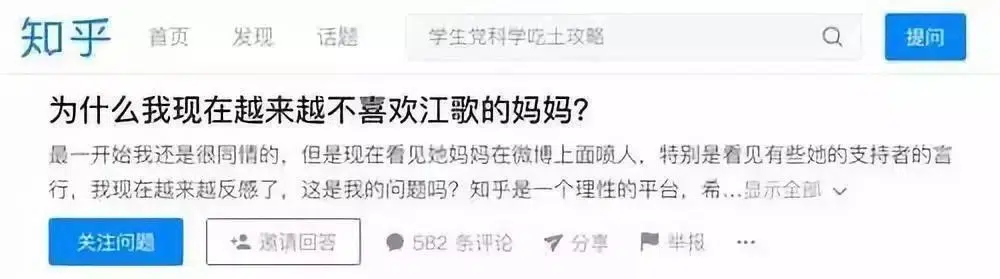 知乎 首页 发现 话题 学生党科学吃土攻略 提问
为什么我现在越来越不喜欢江歌的妈妈?
最一开始我还是很同情的，但是现在看见她妈妈在微博上面喷人，特别是看见有些她的支持者的言
行，我现在越来越反感了，这是我的问题吗？知乎是一个理性的平台，希...显示全部
关注问题 邀请回答 582 条评论 分享 举报 ...